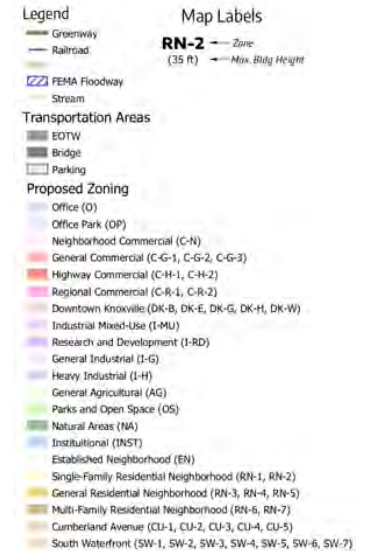 Legend
Greenway
Railroad
FEMA Floodway
Stream
Transportation Areas
EOTW
Bridge
Parking
Proposed Zoning
Office (O)
Office Park (OP)
Neighborhood Commercial (C-N)
General Commercial (C-G-1, C-G-2, C-G-3)
Highway Commercial (C-H-1, C-H-2)
Regional Commercial (C-R-1, C-R-2)
Downtown Knoxville (DK-B, DK-E, DK-G, DK-H, DK-W)
Industrial Mixed-Use (I-MU)
Research and Development (I-RD)
General Industrial (I-G)
Heavy Industrial (I-H)
General Agricultural (AG)
Parks and Open Space (OS)
Natural Areas (NA)
Instituitional (INST)
Established Neighborhood (EN)
Single-Family Residential Neighborhood (RN-1, RN-2)
General Residential Neighborhood (RN-3, RN-4, RN-5)
Multi-Family Residential Neighborhood (RN-6, RN-7)
Cumberland Avenue (CU-1, CU-2, CU-3, CU-4, CU-5)
South Waterfront (SW-1, SW-2, SW-3, SW-4, SW-5, SW-6, SW-7)
Map Labels
RN-2 Zone
(35 ft) Max. Bldg Height